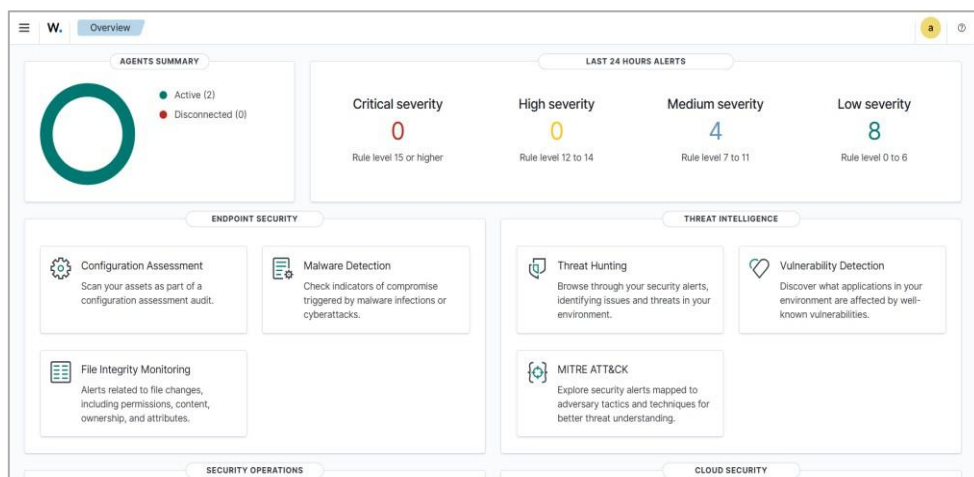 W. Overview a
AGENTS SUMMARY
Active (2)
Disconnected (0)
LAST 24 HOURS ALERTS
Critical severity
0
Rule level 15 or higher
High severity
0
Rule level 12 to 14
Medium severity
4
Rule level 7 to 11
Low severity
8
Rule level 0 to 6
ENDPOINT SECURITY
Configuration Assessment
Scan your assets as part of a
configuration assessment audit.
Malware Detection
Check indicators of compromise
triggered by malware infections or
cyberattacks.
File Integrity Monitoring
Alerts related to file changes,
including permissions, content,
ownership, and attributes.
THREAT INTELLIGENCE
Threat Hunting
Browse through your security alerts,
identifying issues and threats in your
environment.
Vulnerability Detection
Discover what applications in your
environment are affected by well-
known vulnerabilities.
MITRE ATT&CK
Explore security alerts mapped to
adversary tactics and techniques for
better threat understanding.
SECURITY OPERATIONS
CLOUD SECURITY